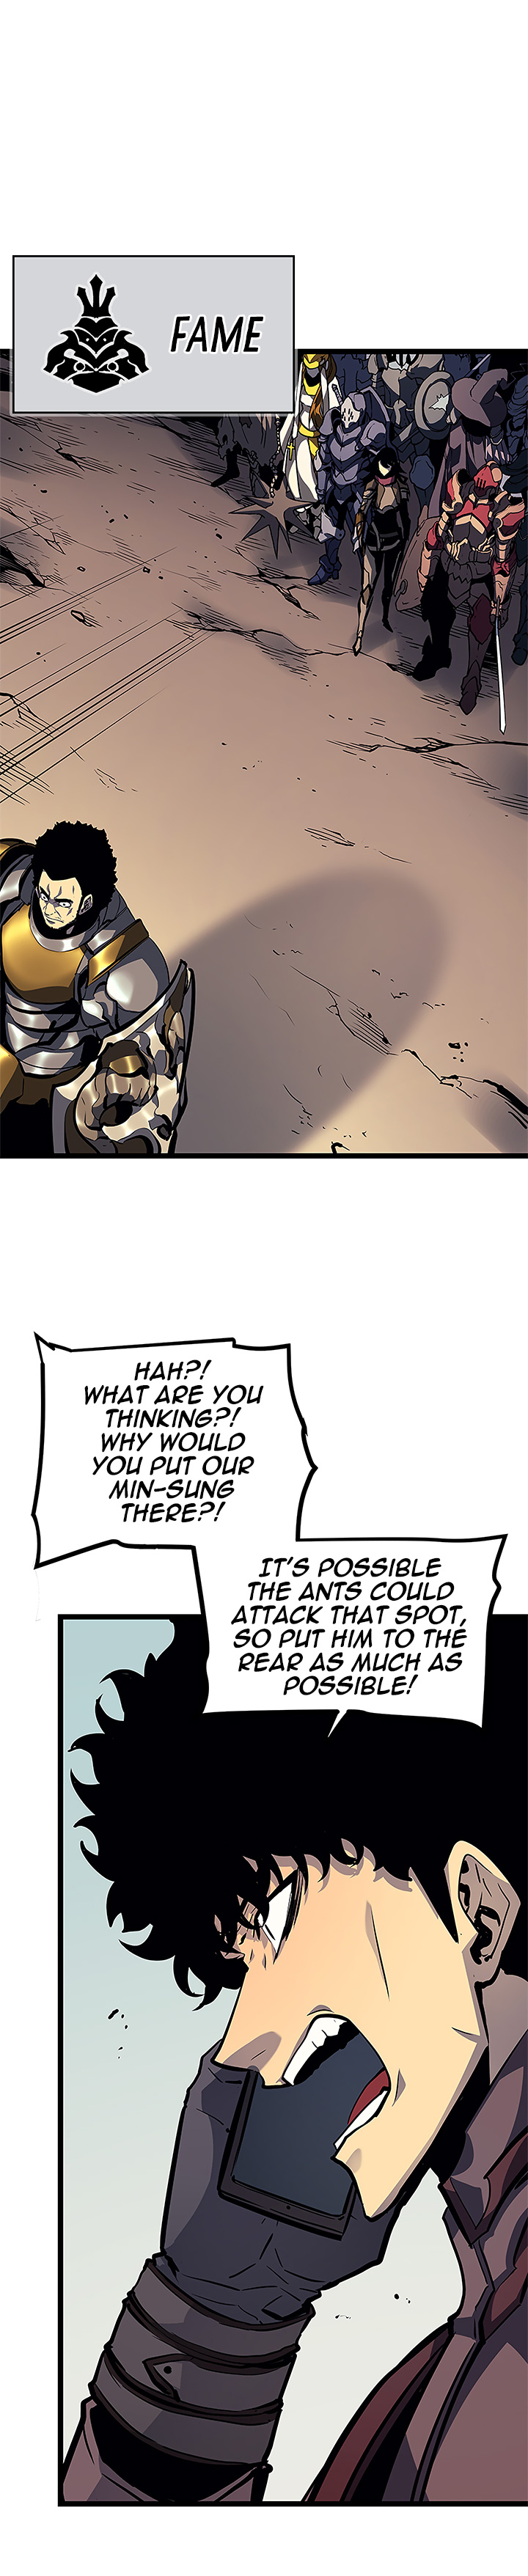 FAME
HAH?!
WHAT ARE YOU
THINKING?!
WHY WOULD
YOU PUT OUR
MIN-SUNG
THERE?!
IT'S POSSIBLE
THE ANTS COULD
ATTACK THAT SPOT,
SO PUT HIM TO THE
REAR AS MUCH AS
POSSIBLE!